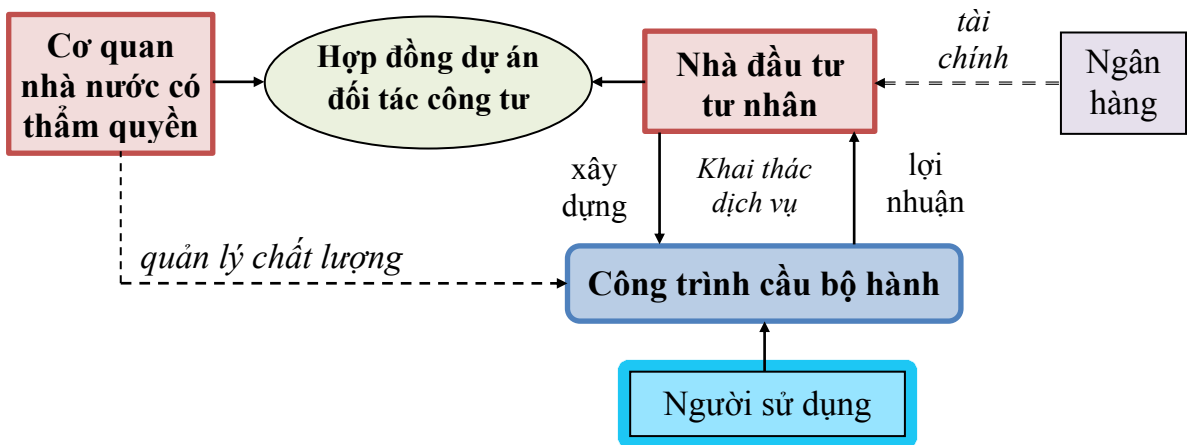 Cơ quan
nhà nước có
thẩm quyền
Hợp đồng dự án
đối tác công tư
Nhà đầu tư
tư nhân
tài
chính
Ngân
hàng
xây
dựng
Khai thác
dịch vụ
lợi
nhuận
quản lý chất lượng
Công trình cầu bộ hành
Người sử dụng